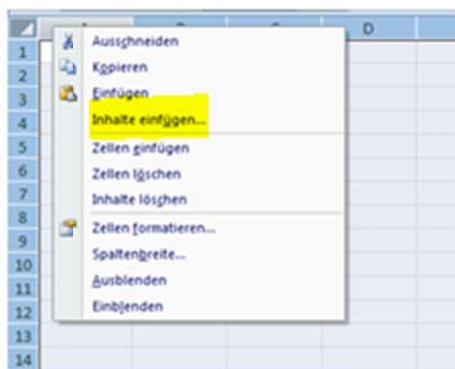 D
1
Ausschneiden
2
Kopieren
3
Einfügen
4
Inhalte einfügen...
5
Zellen einfügen
6
Zellen löschen
7
Inhalte löschen
8
Zellen formatieren...
9
Spaltenbreite...
10
Ausblenden
11
Einblenden
12
13
14